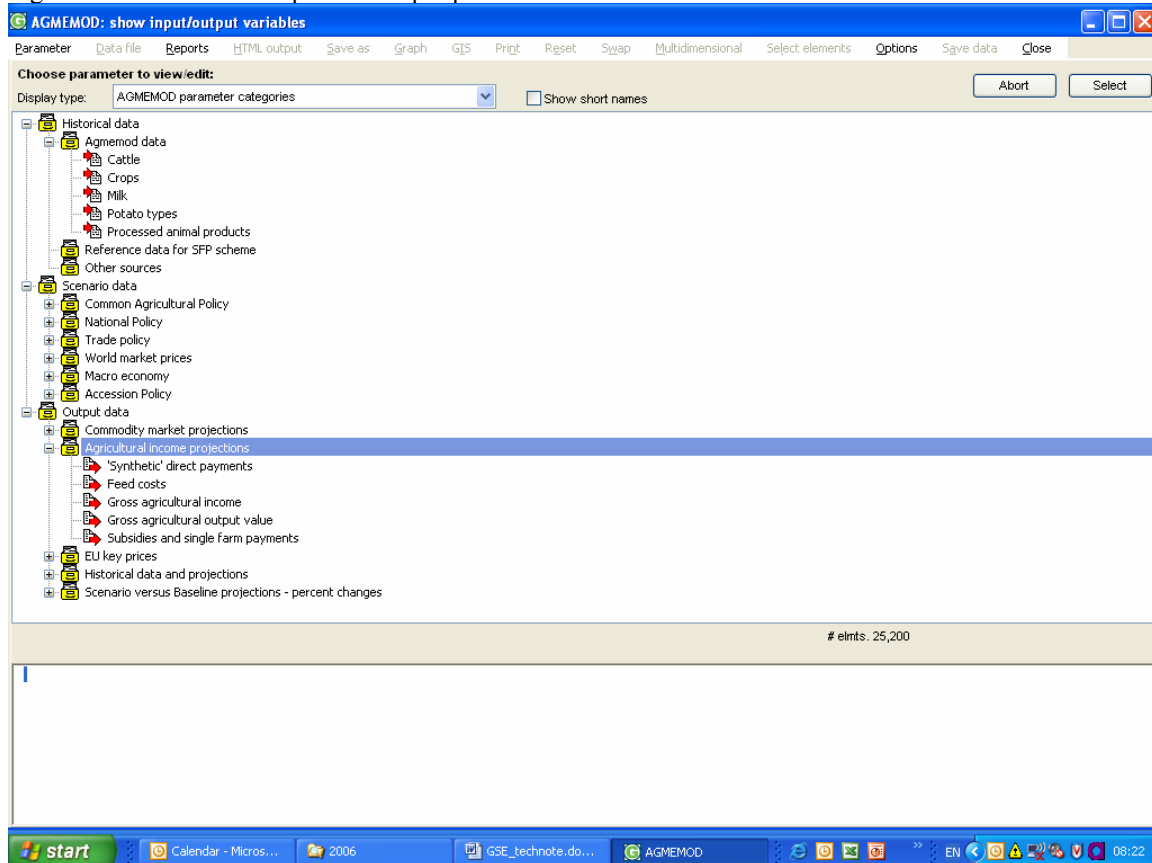 AGMEMOD: show input/output variables
Parameter Data file Reports HTML output Save as Graph GIS Print Reset Swap Multidimensional Select elements Options Save data Close
Choose parameter to view/edit:
Abort Select
Display type: AGMEMOD parameter categories Show short names
Historical data
Agmemod data
Cattle
Crops
Milk
Potato types
Processed animal products
Reference data for SFP scheme
Other sources
Scenario data
Common Agricultural Policy
National Policy
Trade policy
World market prices
Macro economy
Accession Policy
Output data
Commodity market projections
Agricultural income projections
'Synthetic' direct payments
Feed costs
Gross agricultural income
Gross agricultural output value
Subsidies and single farm payments
EU key prices
Historical data and projections
Scenario versus Baseline projections - percent changes
# elmts. 25,200
start Calendar - Micros... 2006 GSE_technote.do... AGMEMOD EN 08:22